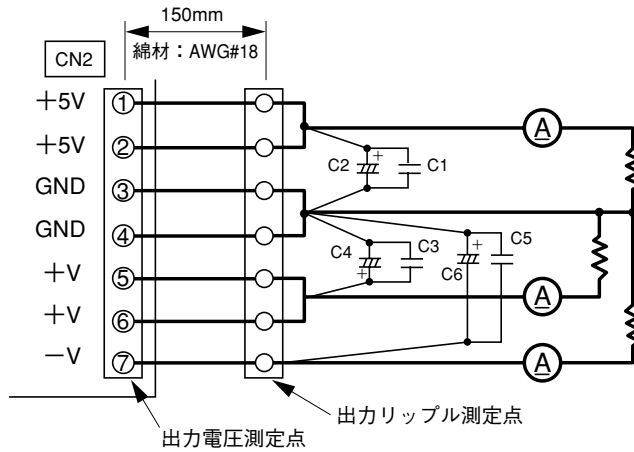 150mm
綿材：AWG#18
CN2
＋5V ① A
＋5V ②
C2 + C1
GND ③
GND ④
C4 + C3
+ C5
C6
＋V ⑤
＋V ⑥ A
－V ⑦ A
出力リップル測定点
出力電圧測定点